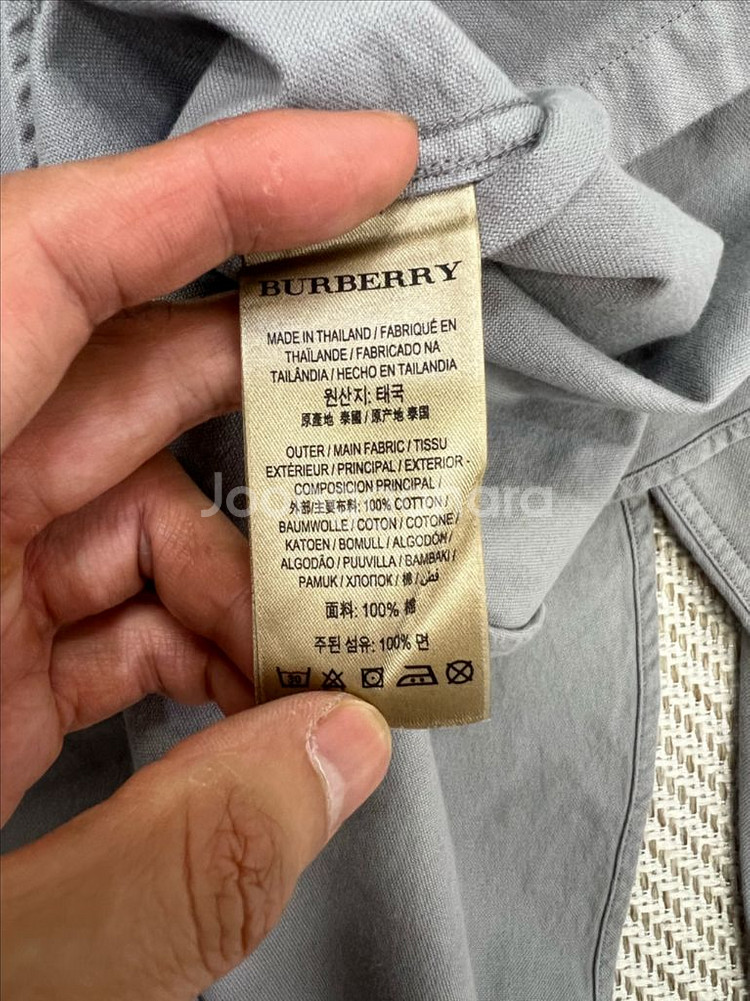 BURBERRY
MADE IN THAILAND / FABRIQUÉ EN
THAÏLANDE / FABRICADO NA
TAILÂNDIA / HECHO EN TAILANDIA
원산지: 태국
原產地 泰國 / 原产地 泰国
OUTER / MAIN FABRIC / TISSU
EXTÉRIEUR / PRINCIPAL / EXTERIOR -
COMPOSICIÓN PRINCIPAL /
外部/主要布料: 100% COTTON /
BAUMWOLLE / COTON / COTONE /
KATOEN / BOMULL / ALGODÓN /
ALGODÃO / PUUVILLA / BAMBAKI /
PAMUK / ХЛОПОК / 棉 / قطن
面料: 100% 棉
주된 섬유: 100% 면
30